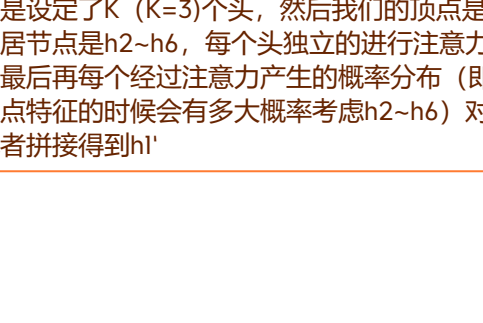 是设定了K（K=3)个头，然后我们的顶点是
居节点是h2~h6，每个头独立的进行注意力
最后再每个经过注意力产生的概率分布（即
点特征的时候会有多大概率考虑h2~h6）对
者拼接得到h1'